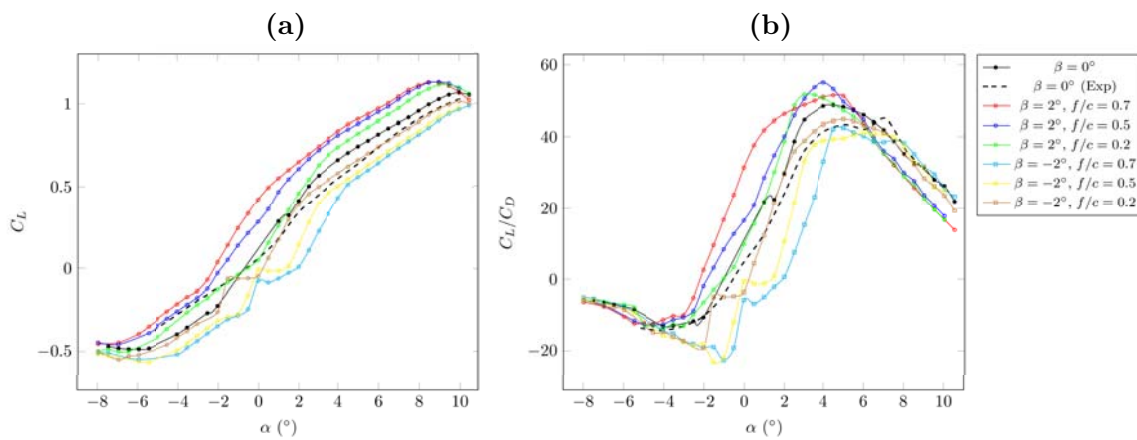 (a)
(b)
1
0.5
0
−0.5
−8 −6 −4 −2 0 2 4 6 8 10
α (°)
C_L
60
40
20
0
−20
−8 −6 −4 −2 0 2 4 6 8 10
α (°)
C_L/C_D
β = 0°
β = 0° (Exp)
β = 2°, f/c = 0.7
β = 2°, f/c = 0.5
β = 2°, f/c = 0.2
β = −2°, f/c = 0.7
β = −2°, f/c = 0.5
β = −2°, f/c = 0.2